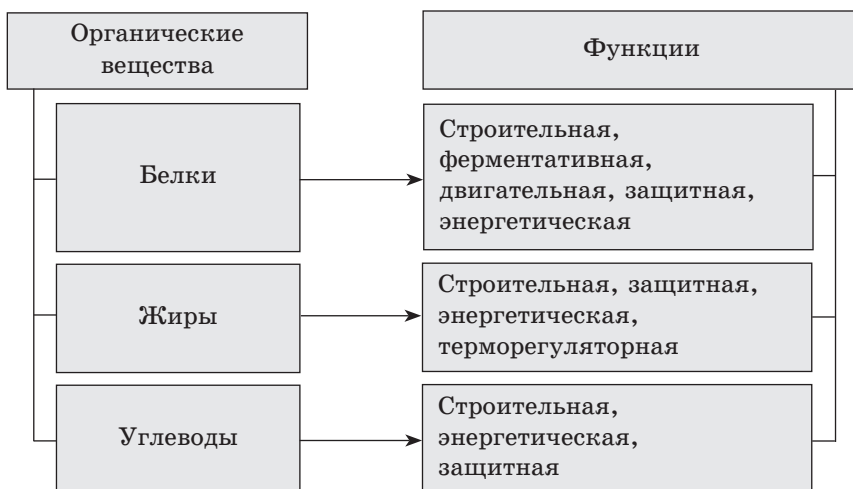 Органические
вещества
Функции
Белки
Строительная,
ферментативная,
двигательная, защитная,
энергетическая
Жиры
Строительная, защитная,
энергетическая,
терморегуляторная
Углеводы
Строительная,
энергетическая,
защитная